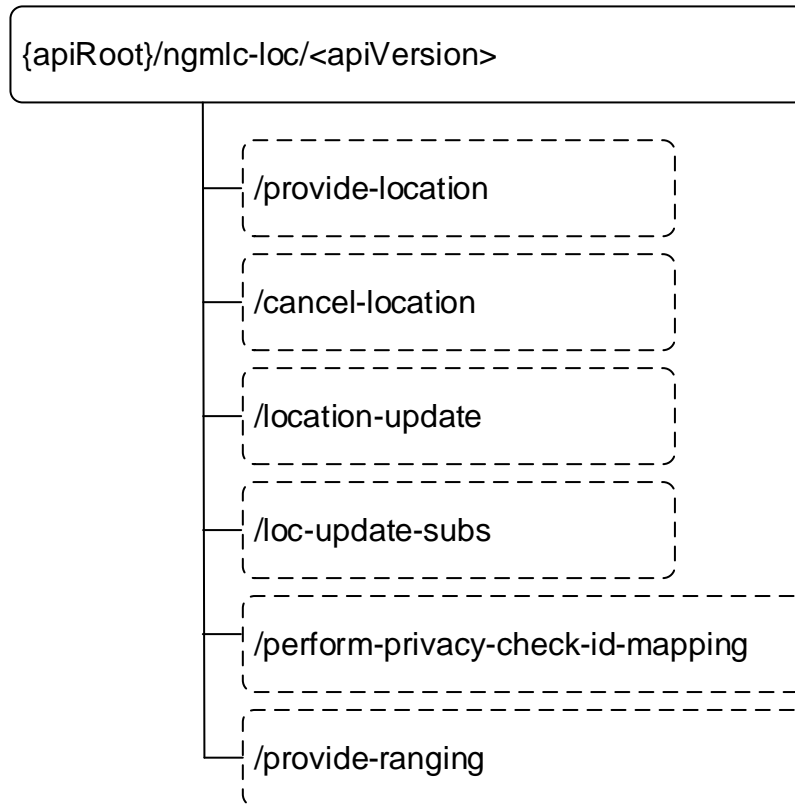 {apiRoot}/ngmlc-loc/<apiVersion>
/provide-location
/cancel-location
/location-update
/loc-update-subs
/perform-privacy-check-id-mapping
/provide-ranging